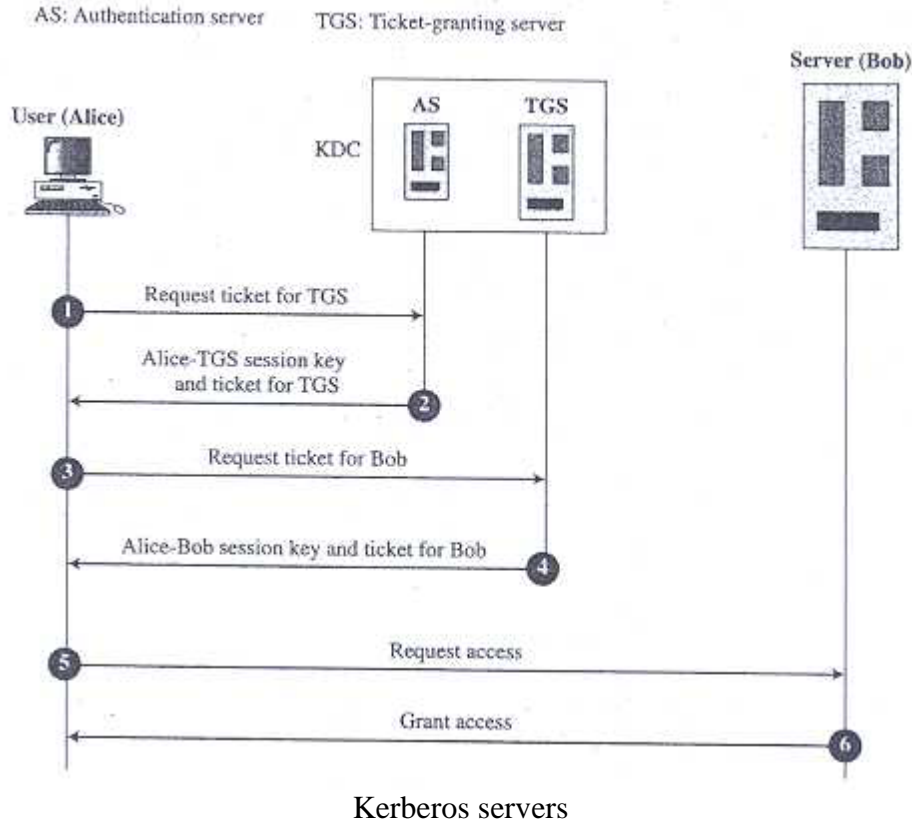 AS: Authentication server
TGS: Ticket-granting server
Server (Bob)
AS
TGS
User (Alice)
KDC
1
Request ticket for TGS
Alice-TGS session key
and ticket for TGS
2
3
Request ticket for Bob
Alice-Bob session key and ticket for Bob
4
5
Request access
Grant access
6
Kerberos servers